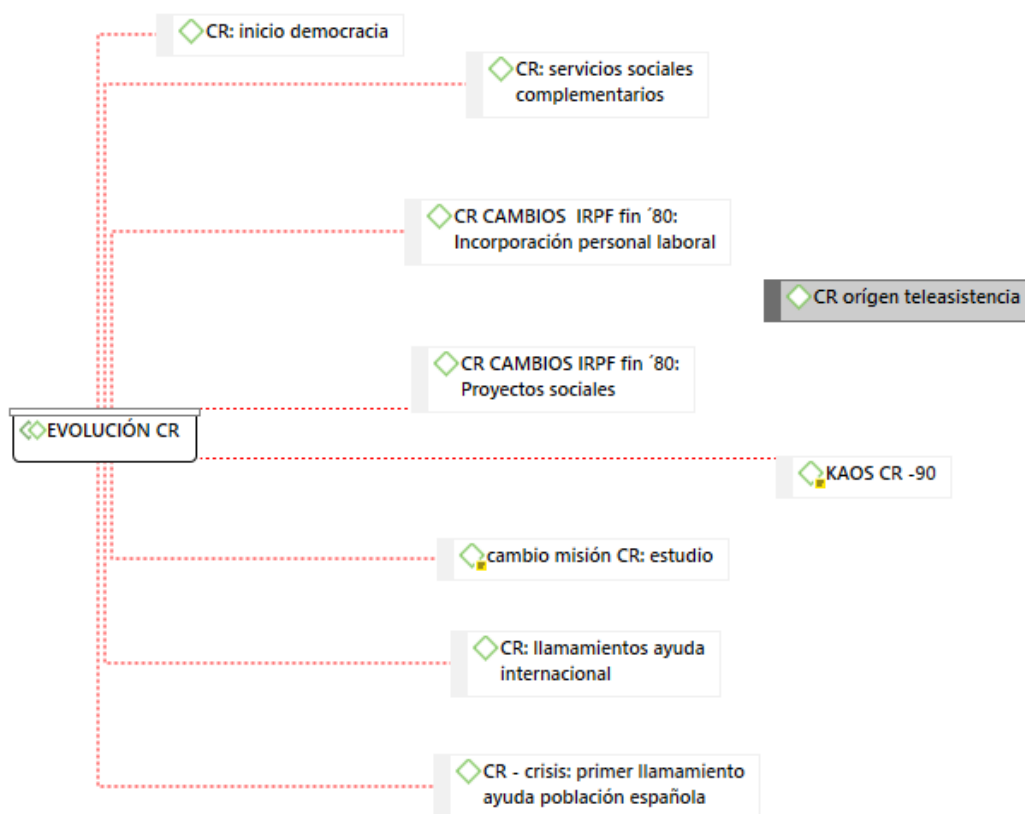 CR: inicio democracia
CR: servicios sociales
complementarios
CR CAMBIOS IRPF fin ´80:
Incorporación personal laboral
CR orígen teleasistencia
CR CAMBIOS IRPF fin ´80:
Proyectos sociales
EVOLUCIÓN CR
KAOS CR -90
cambio misión CR: estudio
CR: llamamientos ayuda
internacional
CR - crisis: primer llamamiento
ayuda población española